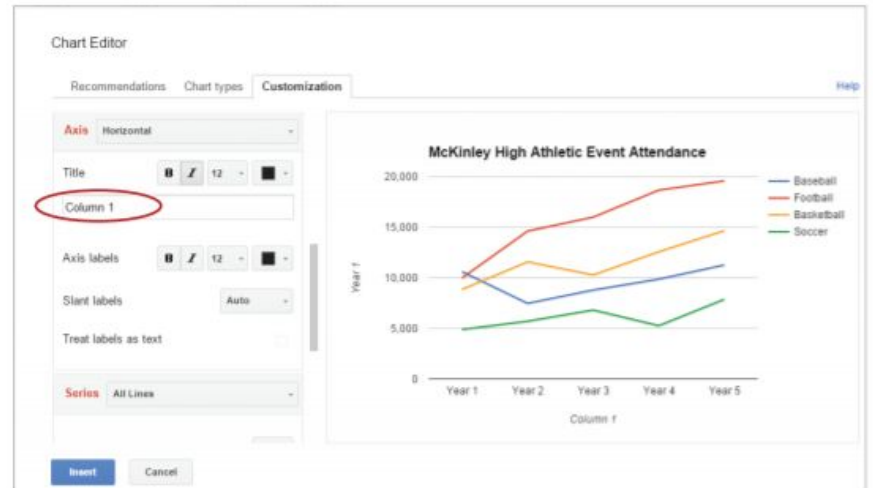 Chart Editor
Recommendations Chart types Customization Help
Axis Horizontal
Title B I 12
Column 1
Axis labels B I 12
Slant labels Auto
Treat labels as text
Series All Lines
Insert Cancel
McKinley High Athletic Event Attendance
20,000
15,000
10,000
5,000
0
Year 1
Year 1 Year 2 Year 3 Year 4 Year 5
Column 1
Baseball
Football
Basketball
Soccer